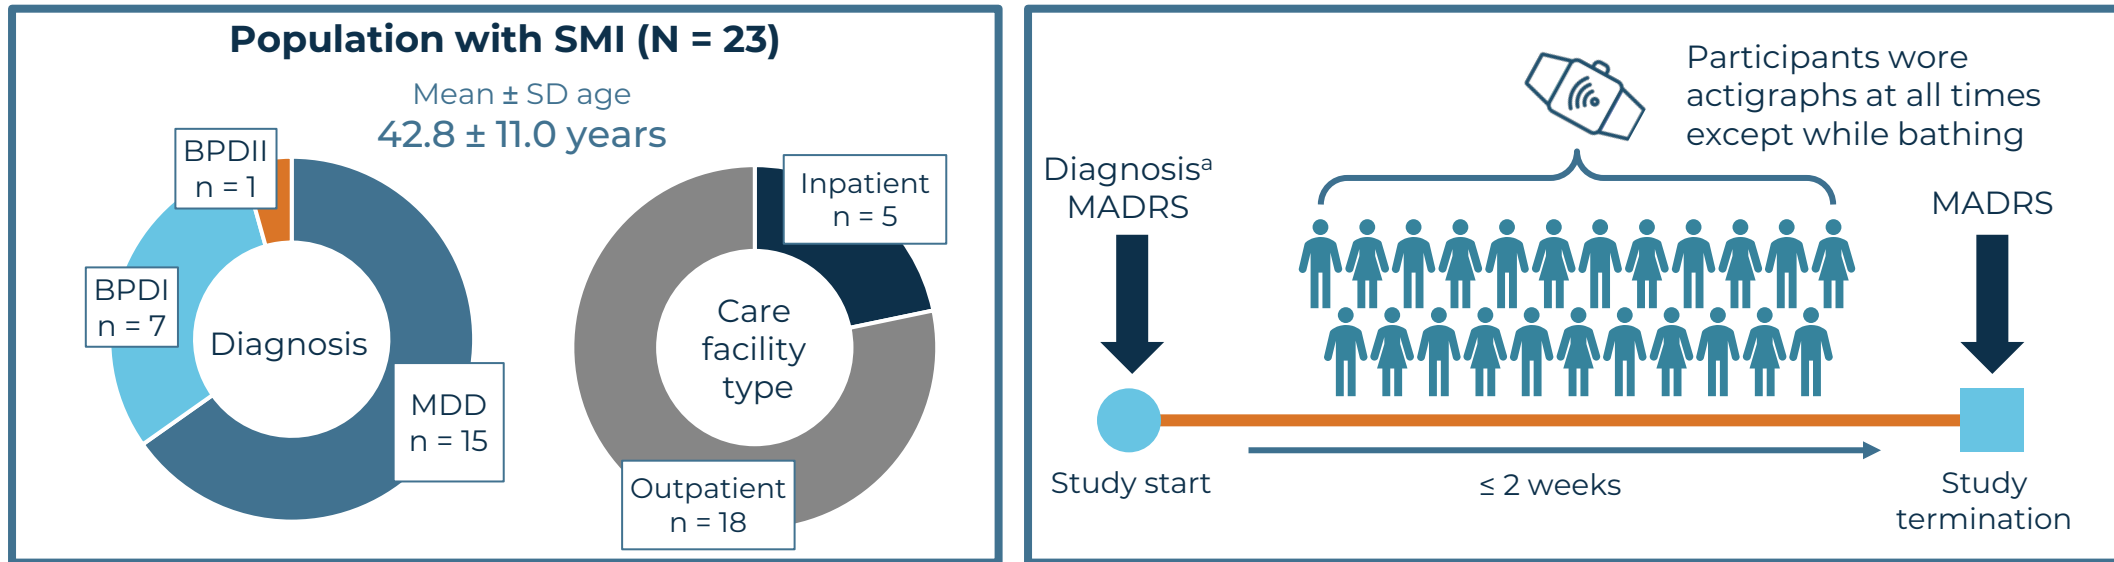 Population with SMI (N = 23)
Mean ± SD age
42.8 ± 11.0 years
BPDII
n = 1
BPDI
n = 7
Diagnosis
MDD
n = 15
Inpatient
n = 5
Care
facility
type
Outpatient
n = 18
Participants wore
actigraphs at all times
except while bathing
Diagnosisᵃ
MADRS
MADRS
Study start
≤ 2 weeks
Study
termination